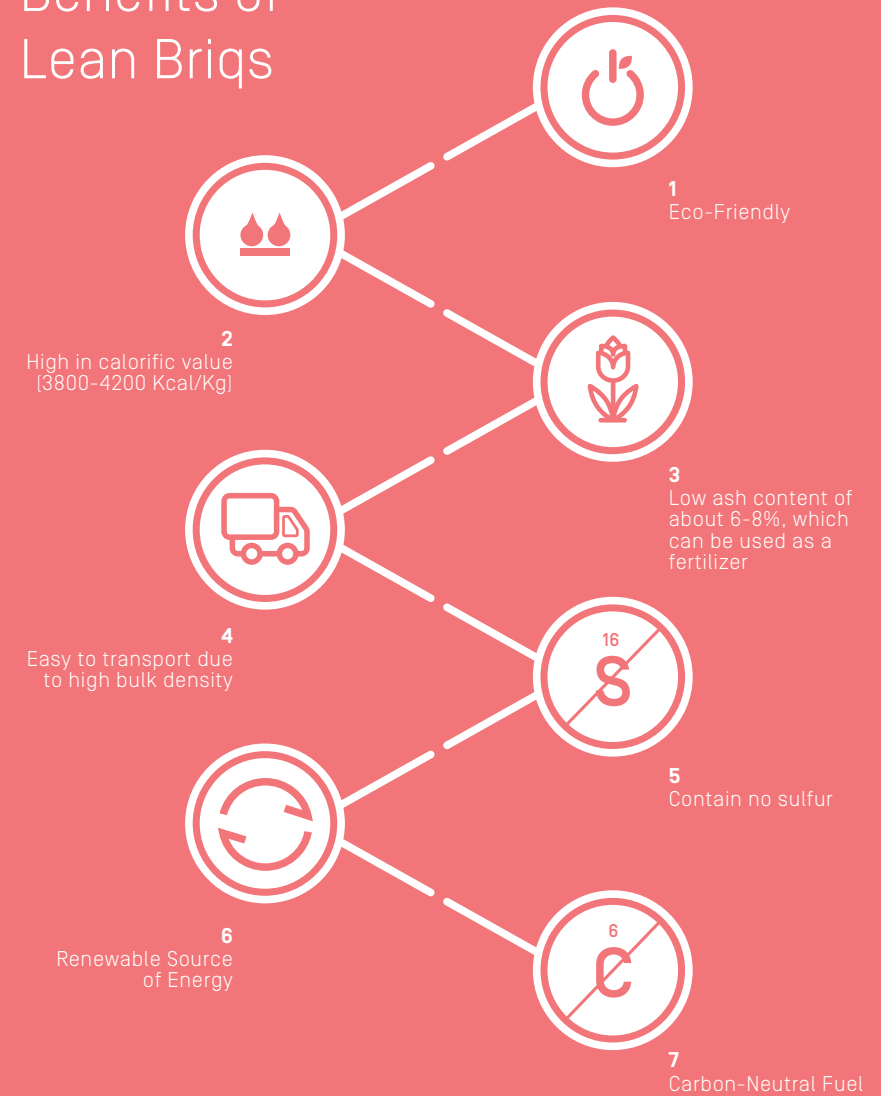 Benefits of
Lean Briqs
1
Eco-Friendly
2
High in calorific value
(3800-4200 Kcal/Kg)
3
Low ash content of
about 6-8%, which
can be used as a
fertilizer
4
Easy to transport due
to high bulk density
16
S
5
Contain no sulfur
6
Renewable Source
of Energy
6
C
7
Carbon-Neutral Fuel